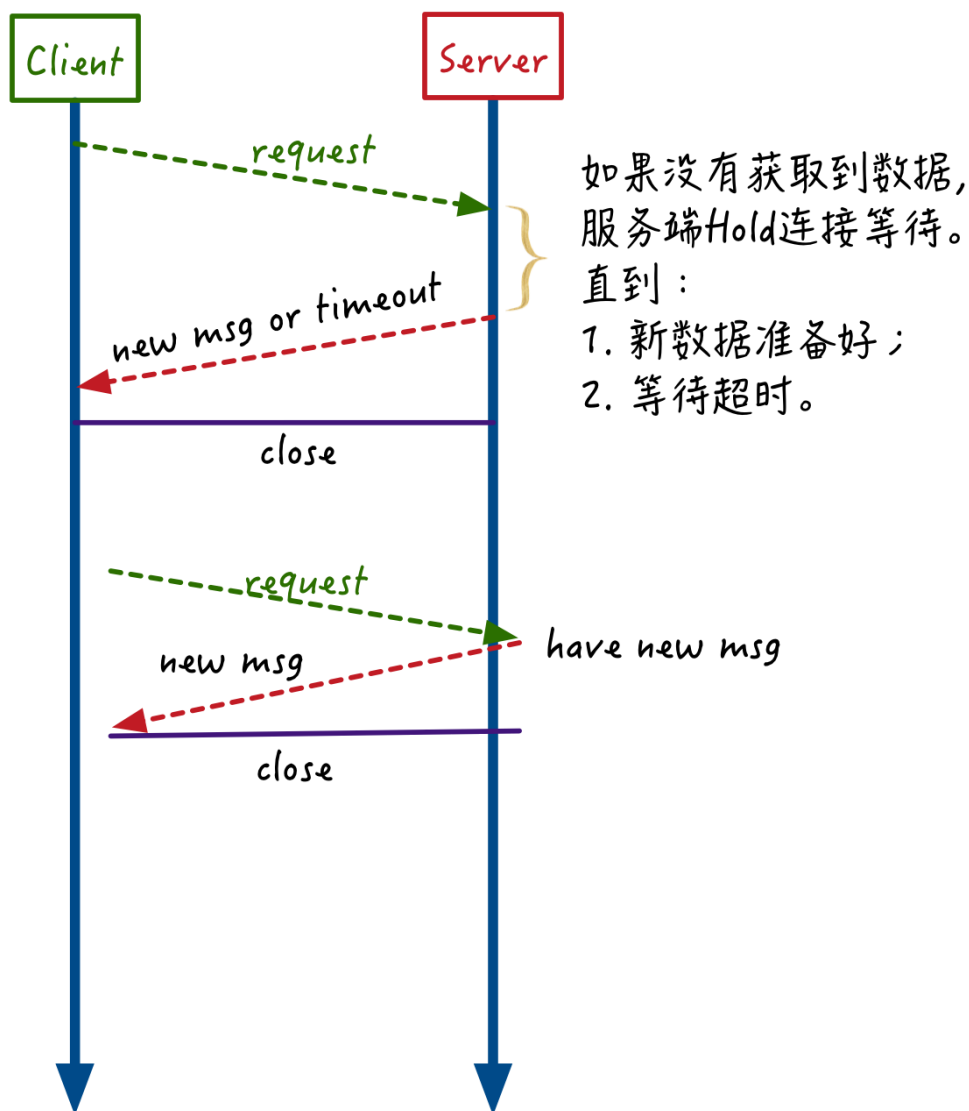 Client
Server
request
如果没有获取到数据,
服务端Hold连接等待。
直到：
1. 新数据准备好；
2. 等待超时。
new msg or timeout
close
request
have new msg
new msg
close